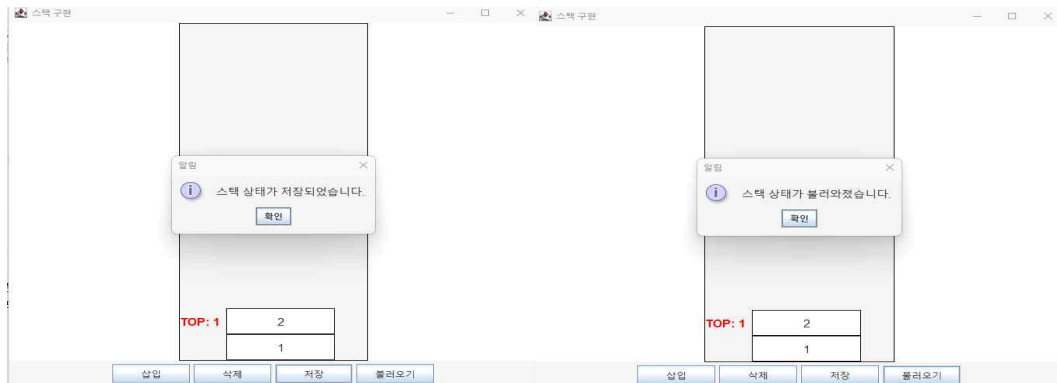 스택 구현
알림
스택 상태가 저장되었습니다.
확인
TOP: 1
2
1
삽입 삭제 저장 불러오기
스택 구현
알림
스택 상태가 불러와졌습니다.
확인
TOP: 1
2
1
삽입 삭제 저장 불러오기